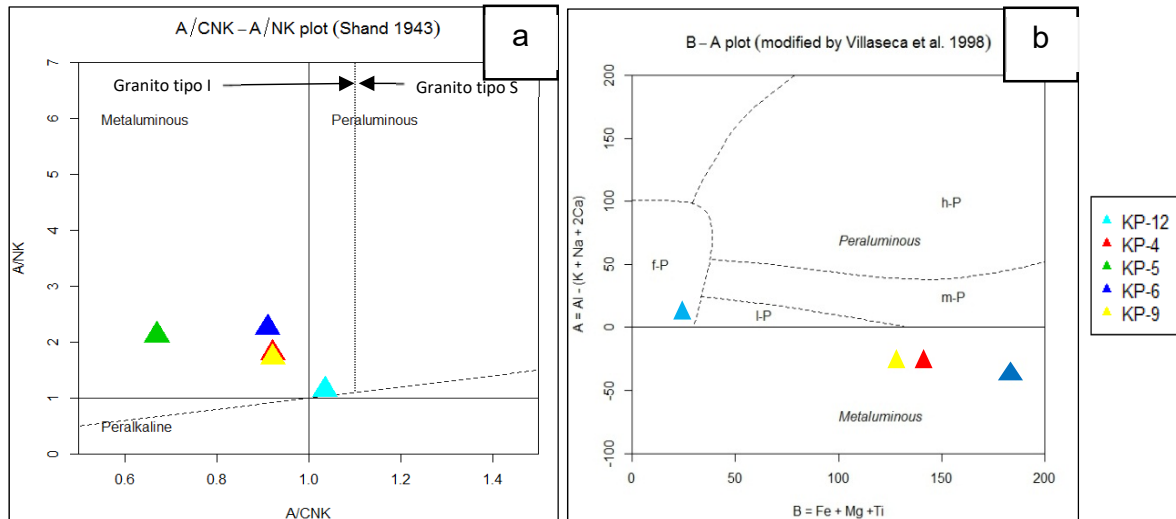 A/CNK – A/NK plot (Shand 1943)
a
Granito tipo I
Granito tipo S
Metaluminous
Peraluminous
Peralkaline
A/NK
7
6
5
4
3
2
1
0
0.6
0.8
1.0
1.2
1.4
A/CNK
B – A plot (modified by Villaseca et al. 1998)
b
A = Al - (K + Na + 2Ca)
200
150
100
50
0
-50
-100
h-P
Peraluminous
f-P
m-P
l-P
Metaluminous
0
50
100
150
200
B = Fe + Mg +Ti
KP-12
KP-4
KP-5
KP-6
KP-9